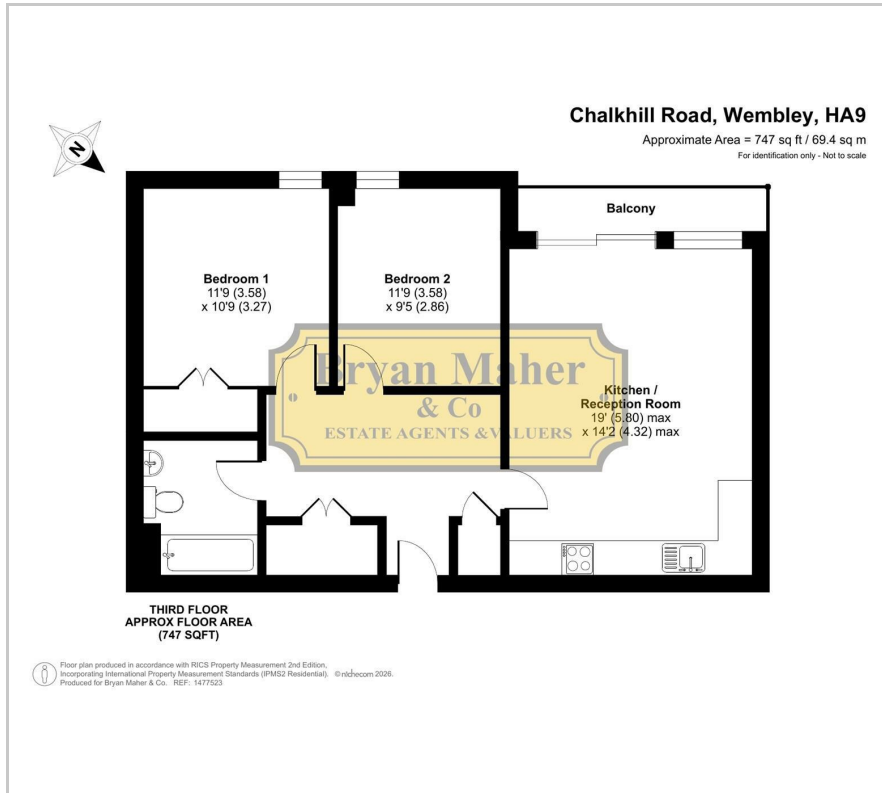 Chalkhill Road, Wembley, HA9
Approximate Area = 747 sq ft / 69.4 sq m
For identification only - Not to scale
N
Balcony
Bedroom 1
11'9 (3.58)
x 10'9 (3.27)
Bedroom 2
11'9 (3.58)
x 9'5 (2.86)
Bryan Maher
& Co
ESTATE AGENTS & VALUERS
Kitchen /
Reception Room
19' (5.80) max
x 14'2 (4.32) max
THIRD FLOOR
APPROX FLOOR AREA
(747 SQFT)
Floor plan produced in accordance with RICS Property Measurement 2nd Edition,
Incorporating International Property Measurement Standards (IPMS2 Residential). © ntchecom 2026.
Produced for Bryan Maher & Co. REF: 1477523